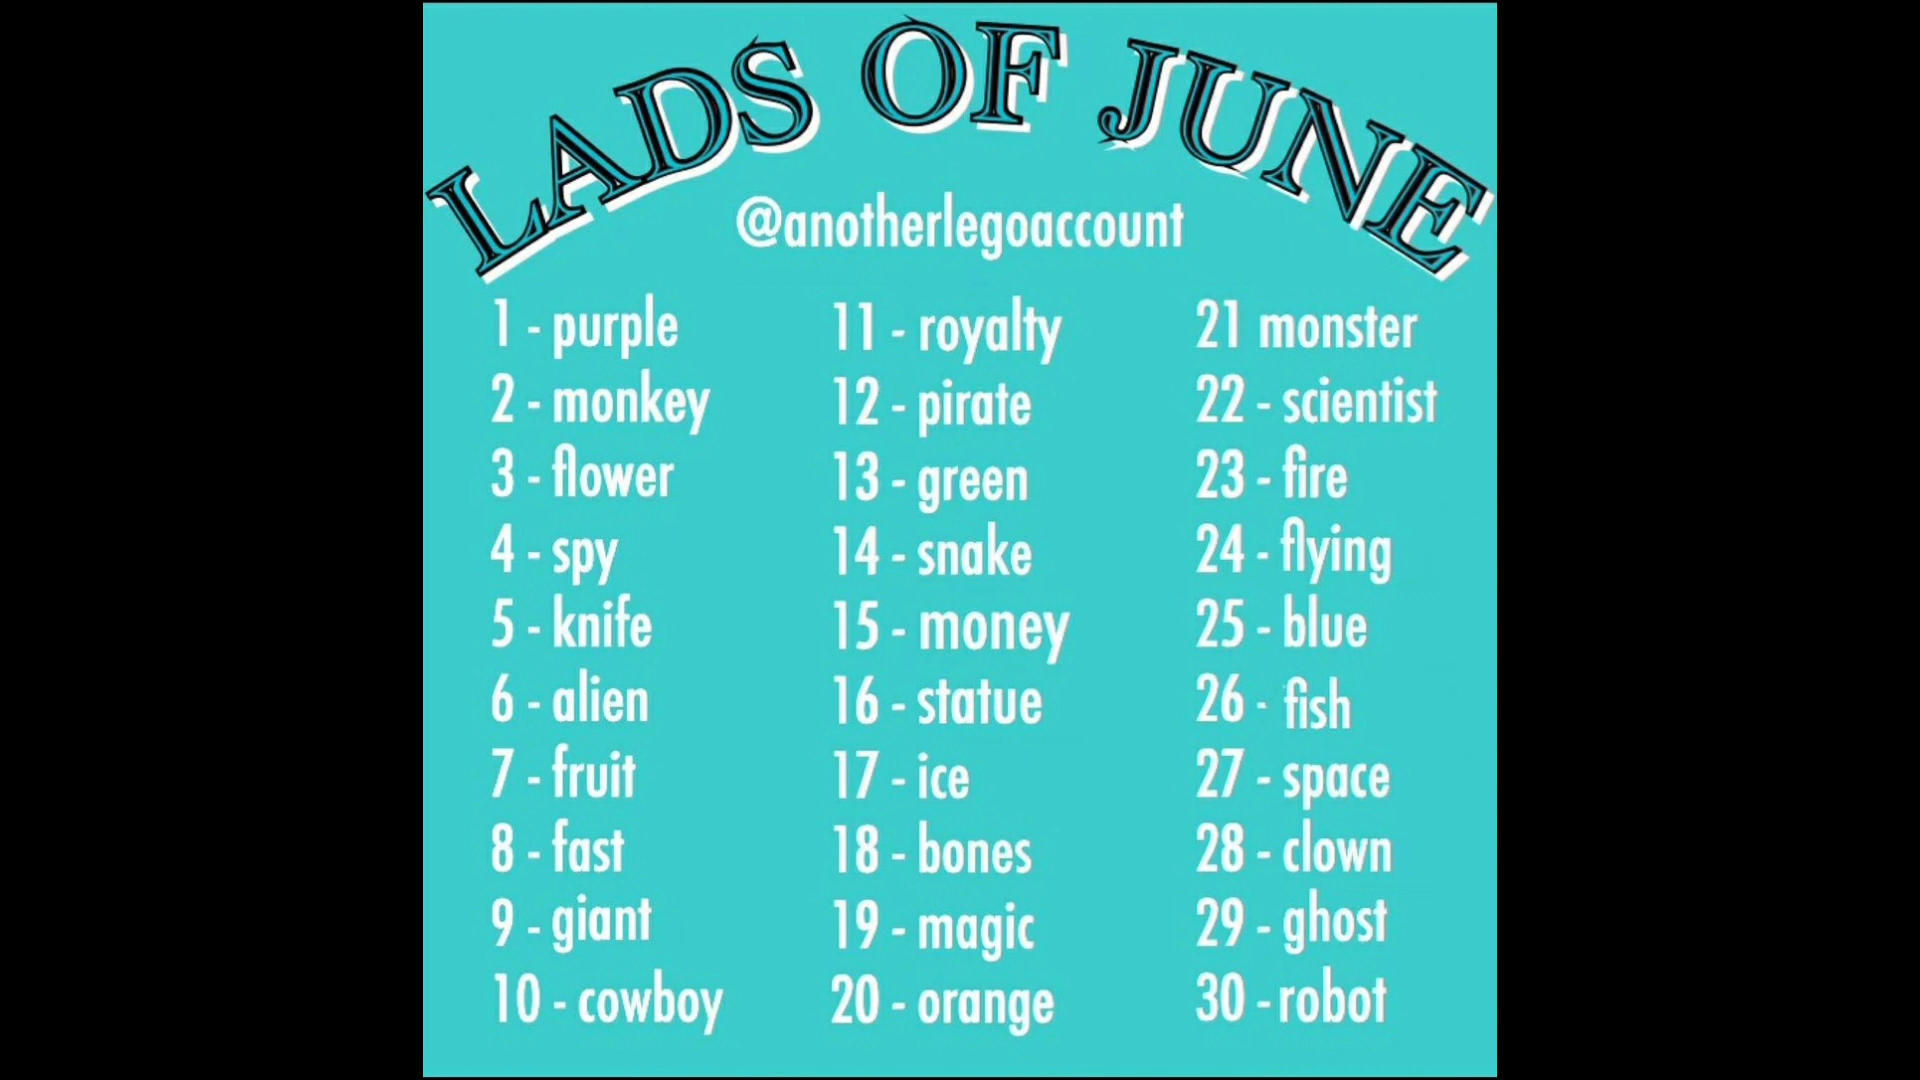 LADS OF JUNE
@anotherlegoaccount
1 - purple
2 - monkey
3 - flower
4 - spy
5 - knife
6 - alien
7 - fruit
8 - fast
9 - giant
10 - cowboy
11 - royalty
12 - pirate
13 - green
14 - snake
15 - money
16 - statue
17 - ice
18 - bones
19 - magic
20 - orange
21 monster
22 - scientist
23 - fire
24 - flying
25 - blue
26 - fish
27 - space
28 - clown
29 - ghost
30 - robot